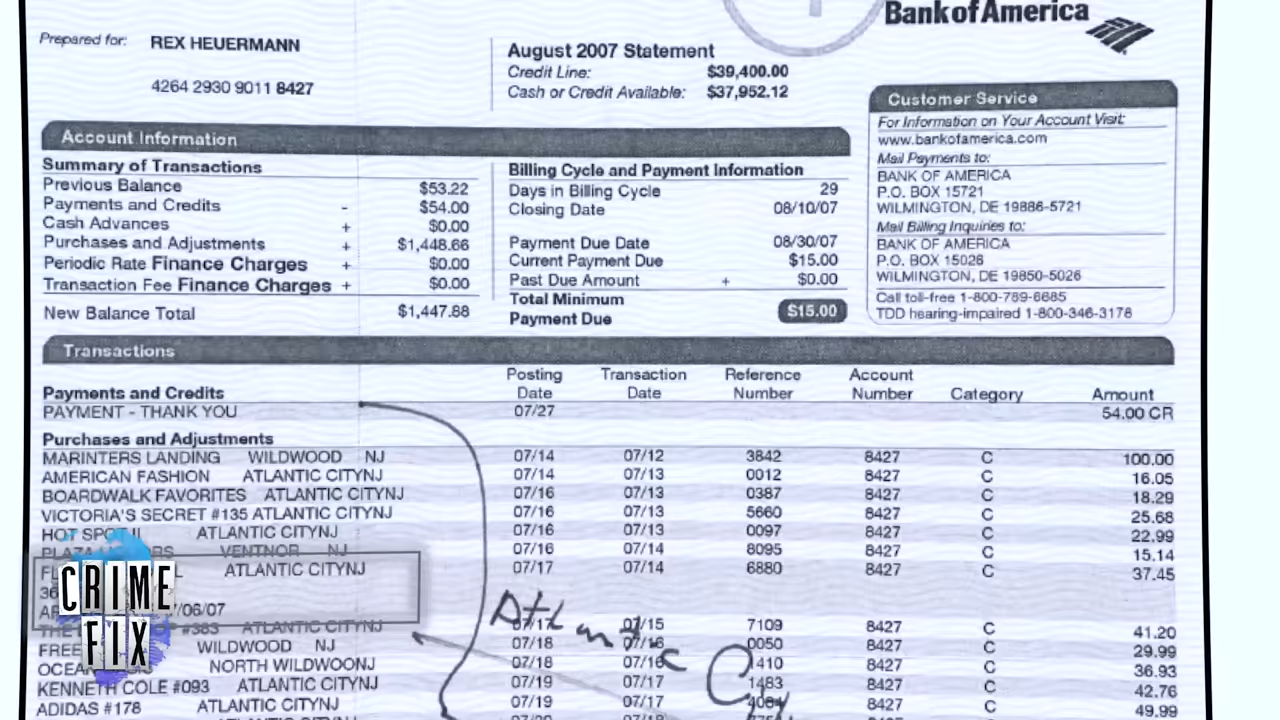 Prepared for: REX HEUERMANN
4264 2930 9011 8427
August 2007 Statement
Credit Line: $39,400.00
Cash or Credit Available: $37,952.12
Bank of America
Customer Service
For Information on Your Account Visit:
www.bankofamerica.com
Mail Payments to:
BANK OF AMERICA
P.O. BOX 15721
WILMINGTON, DE 19886-5721
Mail Billing Inquiries to:
BANK OF AMERICA
P.O. BOX 15026
WILMINGTON, DE 19850-5026
Call toll-free 1-800-789-6685
TDD hearing-impaired 1-800-346-3178
Account Information
Summary of Transactions
Previous Balance $53.22
Payments and Credits - $54.00
Cash Advances + $0.00
Purchases and Adjustments + $1,448.66
Periodic Rate Finance Charges + $0.00
Transaction Fee Finance Charges + $0.00
New Balance Total $1,447.88
Billing Cycle and Payment Information
Days in Billing Cycle 29
Closing Date 08/10/07
Payment Due Date 08/30/07
Current Payment Due $15.00
Past Due Amount + $0.00
Total Minimum
Payment Due $15.00
Transactions
Posting Transaction Reference Account
Payments and Credits Date Date Number Number Category Amount
PAYMENT - THANK YOU 07/27 54.00 CR
Purchases and Adjustments
MARINTERS LANDING WILDWOOD NJ 07/14 07/12 3842 8427 C 100.00
AMERICAN FASHION ATLANTIC CITYNJ 07/14 07/13 0012 8427 C 16.05
BOARDWALK FAVORITES ATLANTIC CITYNJ 07/16 07/13 0387 8427 C 18.29
VICTORIA'S SECRET #135 ATLANTIC CITYNJ 07/16 07/13 5660 8427 C 25.68
HOT SPOT II ATLANTIC CITYNJ 07/16 07/13 0097 8427 C 22.99
PLAZA VENTNOR NJ 07/16 07/14 8095 8427 C 15.14
ATLANTIC CITYNJ 07/17 07/14 6880 8427 C 37.45
/06/07
#383 ATLANTIC CITYNJ 07/17 07/15 7109 8427 C 41.20
WILDWOOD NJ 07/18 07/16 0050 8427 C 29.99
NORTH WILDWOONJ 07/18 07/16 410 8427 C 36.93
KENNETH COLE #093 ATLANTIC CITYNJ 07/19 07/17 1483 8427 C 42.76
ADIDAS #178 ATLANTIC CITYNJ 07/19 07/17 8427 C 49.99
Atlantic City
CRIME
FIX